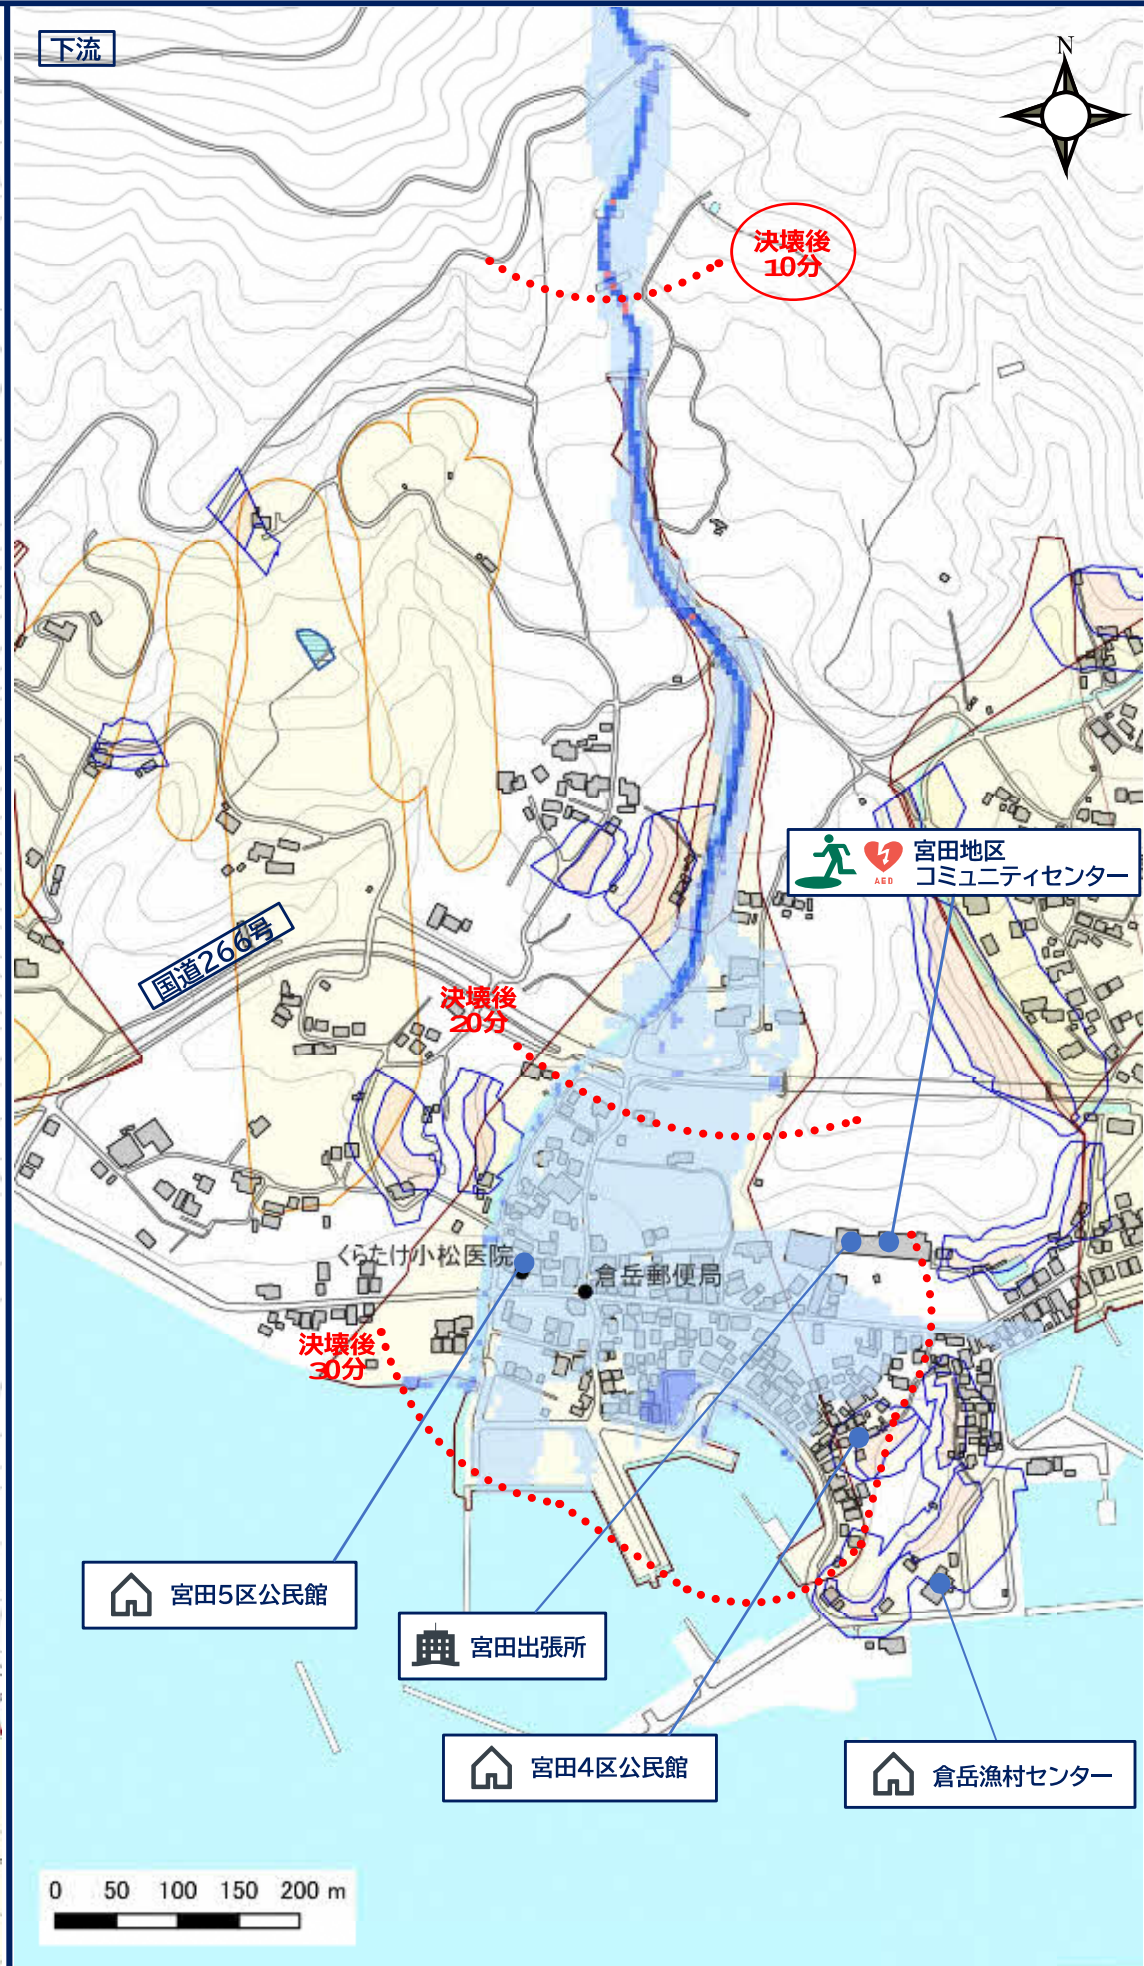 下流
N
決壊後
10分
宮田地区
コミュニティセンター
AED
国道266号
決壊後
20分
くらたけ小松医院
倉岳郵便局
決壊後
30分
宮田5区公民館
宮田出張所
宮田4区公民館
倉岳漁村センター
0 50 100 150 200 m